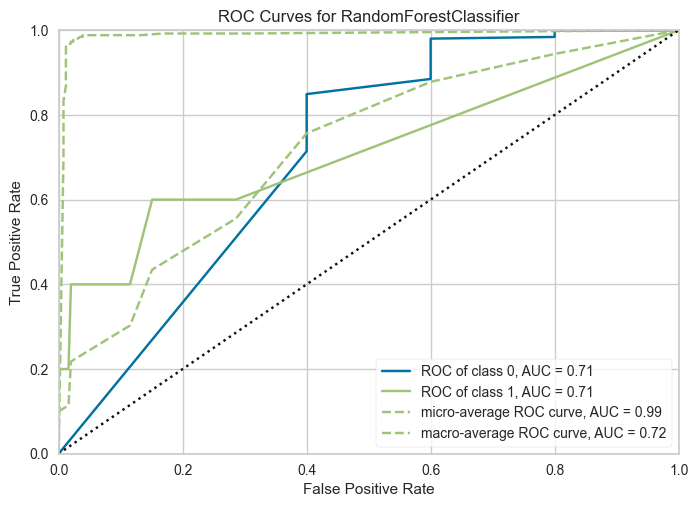 ROC Curves for RandomForestClassifier
1.0
0.8
0.6
0.4
0.2
0.0
True Positive Rate
ROC of class 0, AUC = 0.71
ROC of class 1, AUC = 0.71
micro-average ROC curve, AUC = 0.99
macro-average ROC curve, AUC = 0.72
0.0 0.2 0.4 0.6 0.8 1.0
False Positive Rate